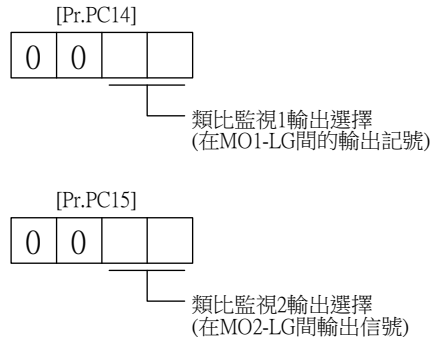 [Pr.PC14]
0 0
類比監視1輸出選擇
(在MO1-LG間的輸出記號)
[Pr.PC15]
0 0
類比監視2輸出選擇
(在MO2-LG間輸出信號)